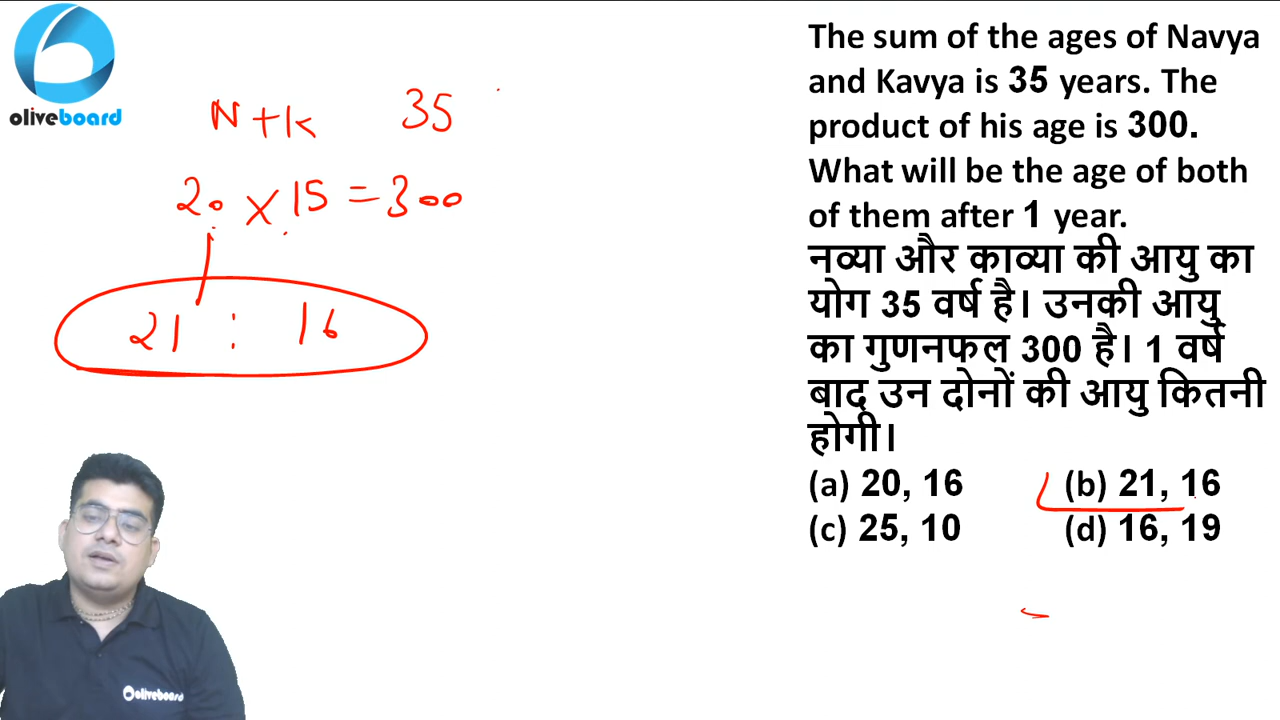 oliveboard
N + K 35
20 × 15 = 300
21 : 16
The sum of the ages of Navya
and Kavya is 35 years. The
product of his age is 300.
What will be the age of both
of them after 1 year.
नव्या और काव्या की आयु का
योग 35 वर्ष है। उनकी आयु
का गुणनफल 300 है। 1 वर्ष
बाद उन दोनों की आयु कितनी
होगी।
(a) 20, 16 (b) 21, 16
(c) 25, 10 (d) 16, 19
oliveboard